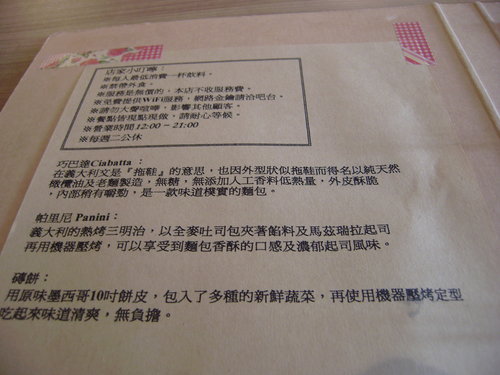 店家小叮嚀：
※每人最低消費一杯飲料。
※禁帶外食。
※服務是無價的，本店不收服務費。
※免費提供WiFi服務，網路金鑰請洽吧台。
※請勿大聲喧嘩，影響其他顧客。
※餐點皆現點現做，請耐心等候。
※營業時間 12:00 ~ 21:00
※每週二公休
巧巴達Ciabatta：
在義大利文是『拖鞋』的意思，也因外型狀似拖鞋而得名以純天然
橄欖油及老麵製造，無糖，無添加人工香料低熱量，外皮酥脆
，內部稍有嚼勁，是一款味道樸實的麵包。
帕里尼 Panini：
義大利的熱烤三明治，以全麥吐司包夾著餡料及馬茲瑞拉起司
再用機器壓烤，可以享受到麵包香酥的口感及濃郁起司風味。
磚餅：
用原味墨西哥10吋餅皮，包入了多種的新鮮蔬菜，再使用機器壓烤定型
吃起來味道清爽，無負擔。